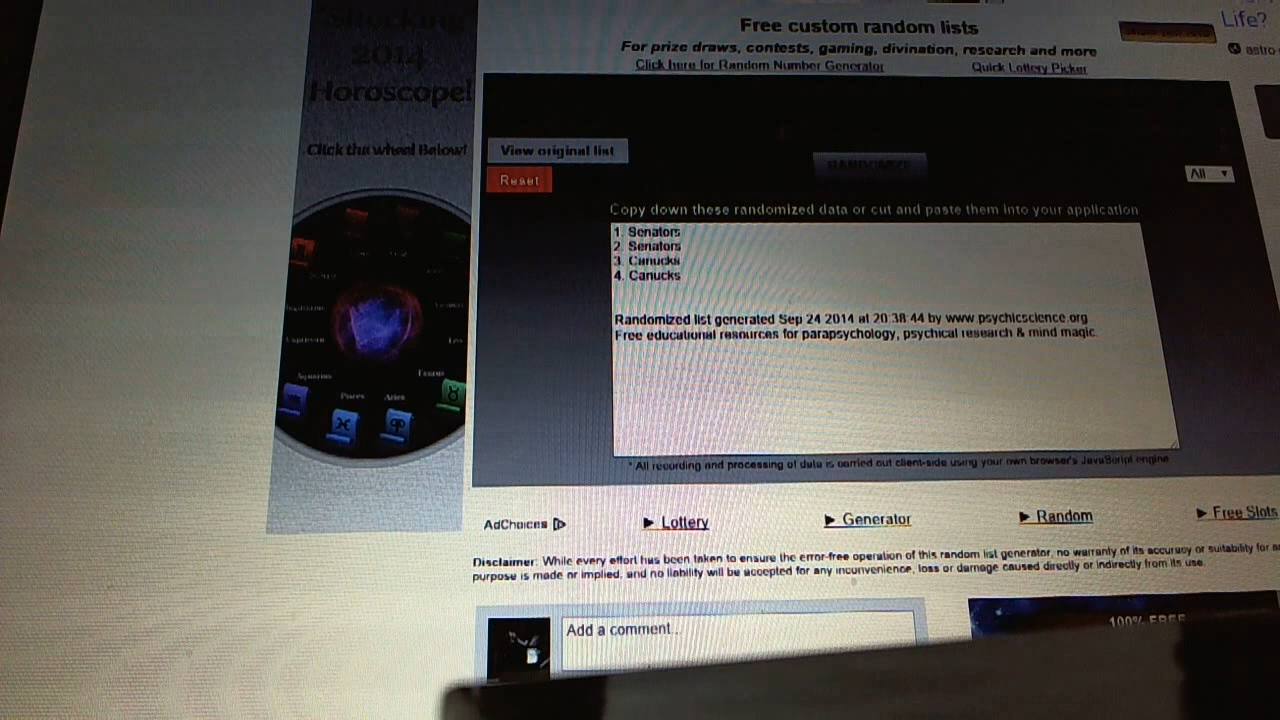 Shocking
2014
Horoscope!
Click the wheel Below!
Aquarius
Pisces
Aries
Taurus
Free custom random lists
For prize draws, contests, gaming, divination, research and more
Click here for Random Number Generator
Quick Lottery Picker
Life?
astro
View original list
Reset
All
Copy down these randomized data or cut and paste them into your application
1. Senators
2. Senators
3. Canucks
4. Canucks
Randomized list generated Sep 24 2014 at 20:38:44 by www.psychicscience.org
Free educational resources for parapsychology, psychical research & mind magic.
* All recording and processing of data is carried out client-side using your own browser's JavaScript engine
AdChoices
Lottery
Generator
Random
Free Slots
Disclaimer: While every effort has been taken to ensure the error-free operation of this random list generator, no warranty of its accuracy or suitability for
purpose is made or implied, and no liability will be accepted for any inconvenience, loss or damage caused directly or indirectly from its use.
Add a comment...
100% FREE